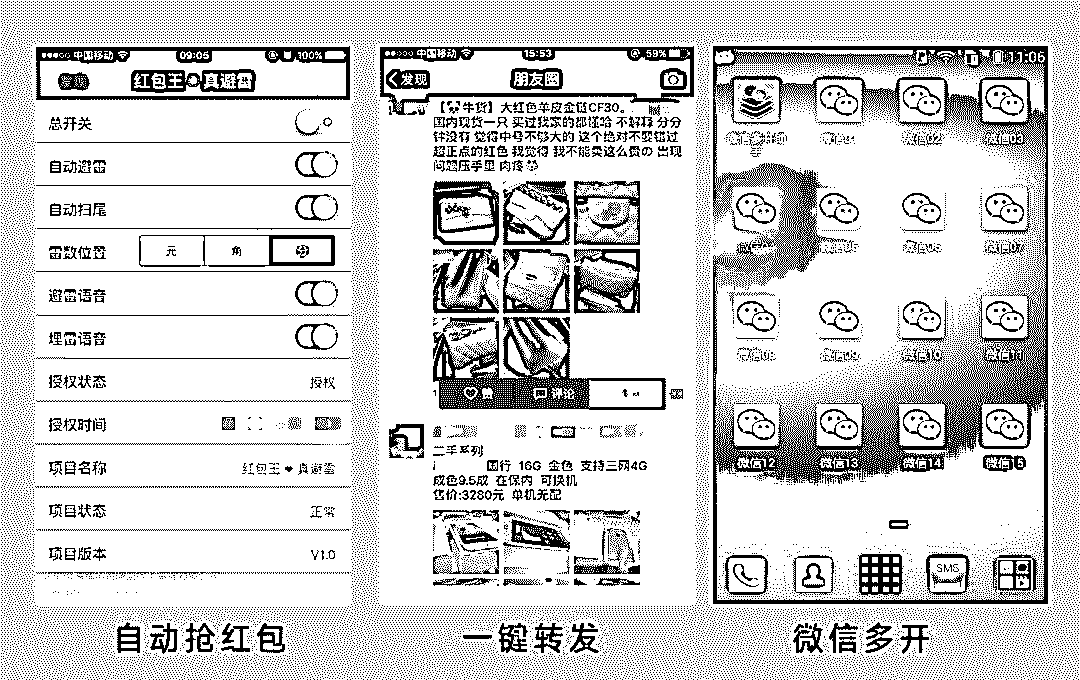 中国移动 09:05 100%
发现 红包王❤真避雷
总开关
自动避雷
自动扫尾
雷数位置 元 角 分
避雷语音
埋雷语音
授权状态 授权
授权时间
项目名称 红包王❤真避雷
项目状态 正常
项目版本 V1.0
自动抢红包
中国移动 15:53 59%
发现 朋友圈
【牛货】大红色羊皮金链CF30。
国内现货一只 买过我家的都懂哈 不解释 分分
钟没有 觉得中号不够大的 这个绝对不要错过
超正点的红色 我觉得 我不能卖这么贵の 出现
问题压手里 肉疼
赞 评论
二手系列
国行 16G 金色 支持三网4G
成色9.5成 在保内 可换机
售价:3280元 单机无配
一键转发
11:06
微信01 微信02 微信03
微信05 微信06 微信07
微信08 微信09 微信10 微信11
微信12 微信13 微信14
SMS
微信多开